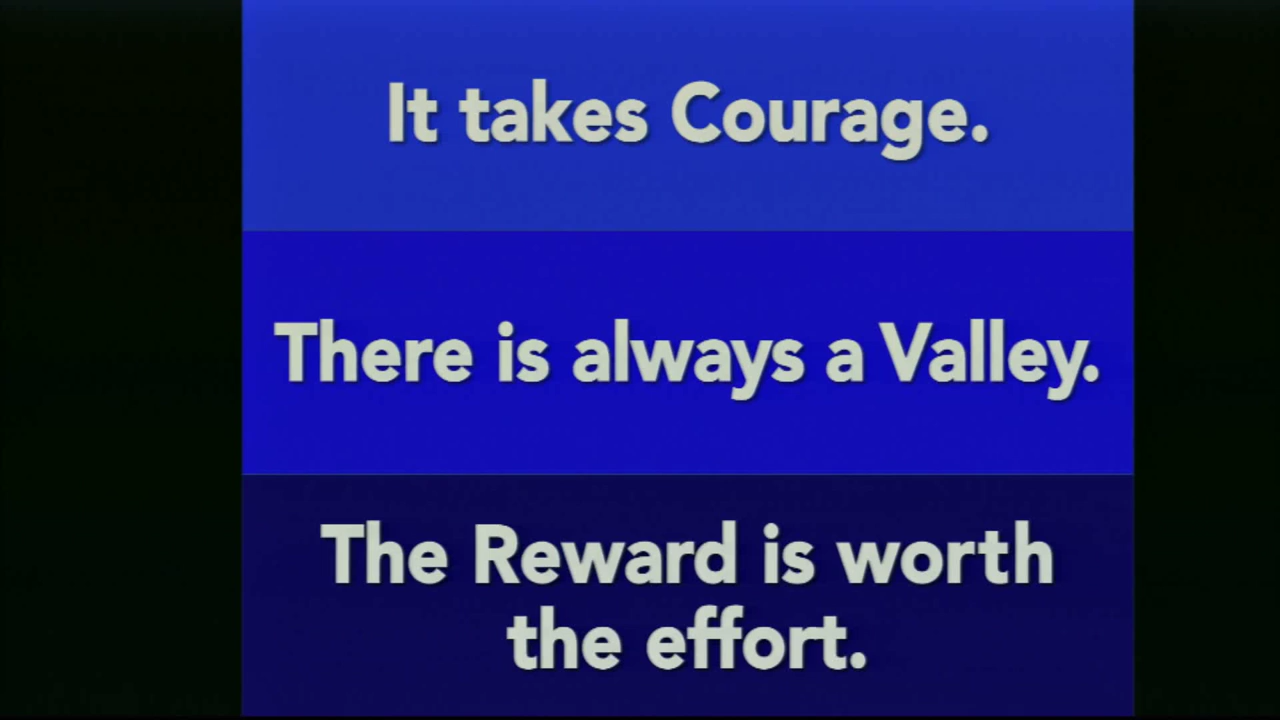 It takes Courage.
There is always a Valley.
The Reward is worth
the effort.